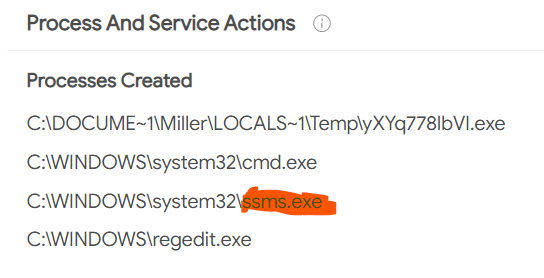 Process And Service Actions
Processes Created
C:\DOCUME~1\Miller\LOCALS~1\Temp\yXYq778lbVl.exe
C:\WINDOWS\system32\cmd.exe
C:\WINDOWS\system32\ssms.exe
C:\WINDOWS\regedit.exe